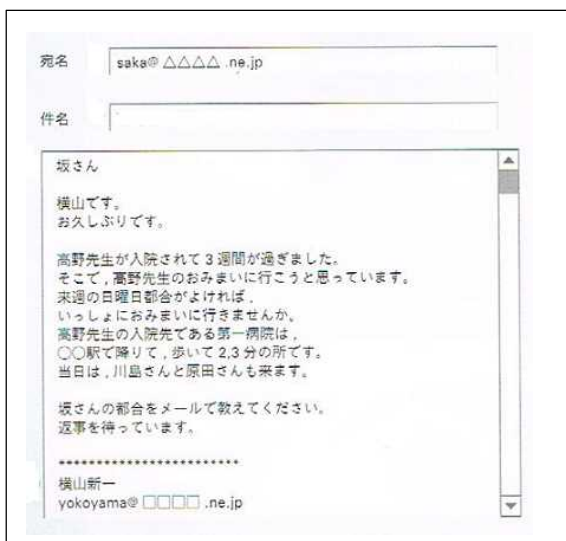 宛名 saka@ △△△△ .ne.jp
件名
坂さん
横山です。
お久しぶりです。
高野先生が入院されて3週間が過ぎました。
そこで,高野先生のおみまいに行こうと思っています。
来週の日曜日都合がよければ,
いっしょにおみまいに行きませんか。
高野先生の入院先である第一病院は,
○○駅で降りて,歩いて2,3分の所です。
当日は,川島さんと原田さんも来ます。
坂さんの都合をメールで教えてください。
返事を待っています。
************************
横山新一
yokoyama@ □□□□ .ne.jp